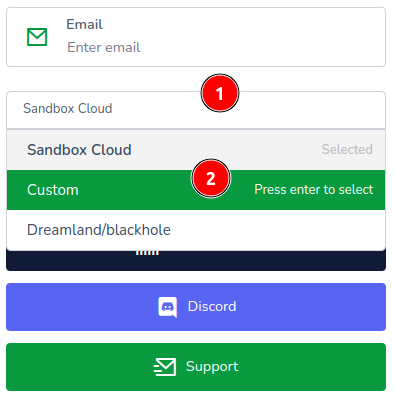 Email
Enter email
1
Sandbox Cloud
Sandbox Cloud Selected
2
Custom Press enter to select
Dreamland/blackhole
Discord
Support